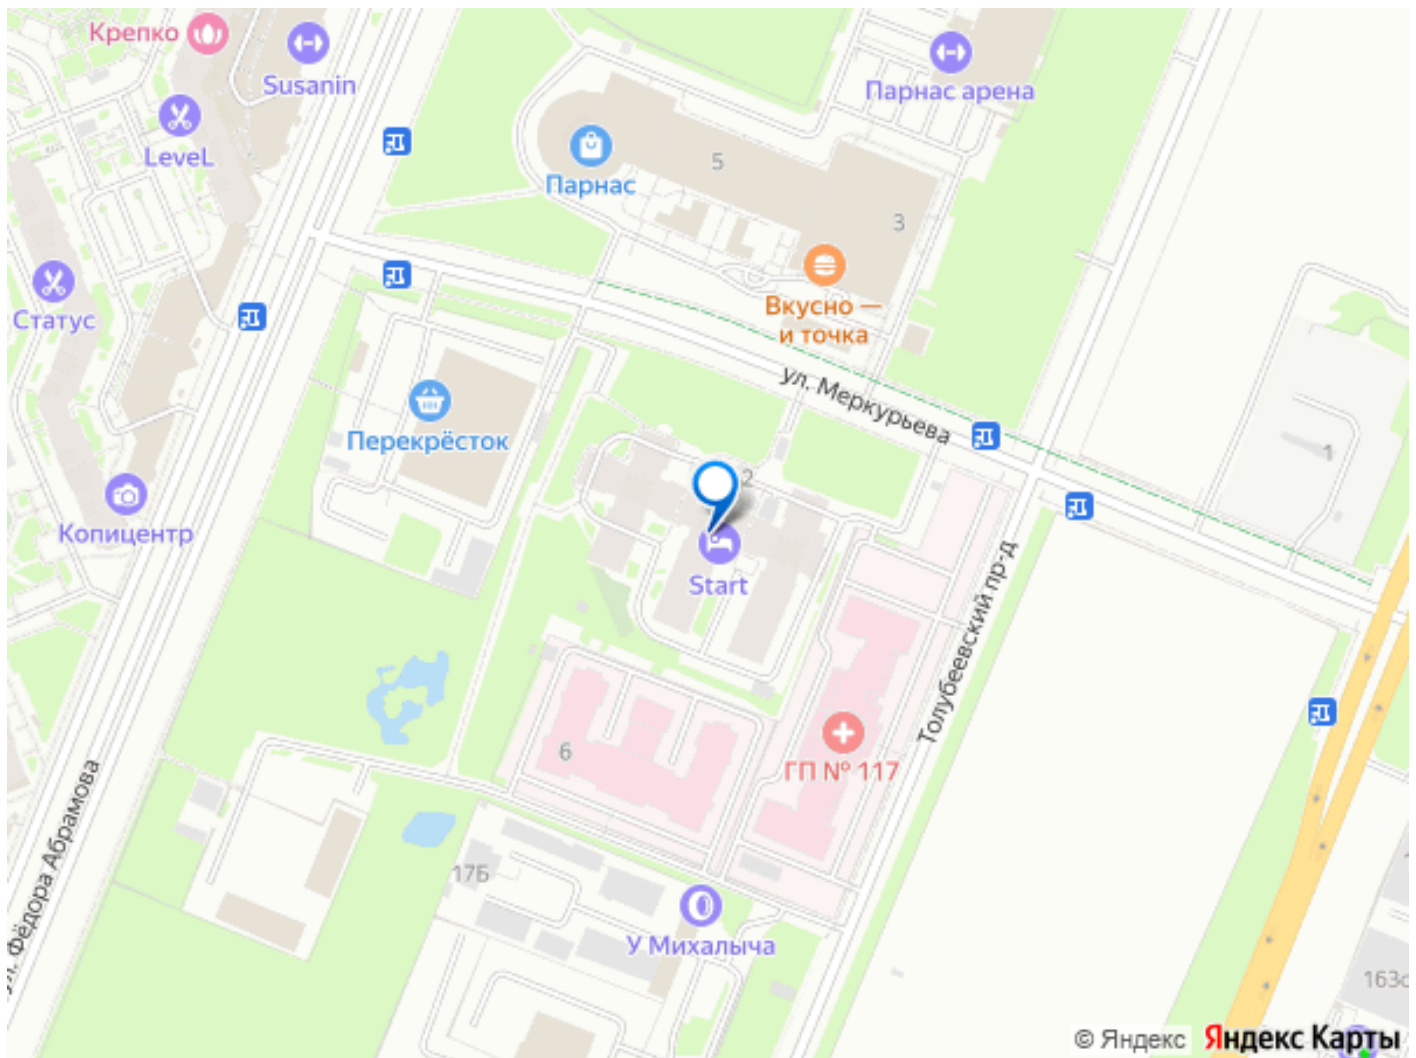 Крепко
Susanin
Парнас арена
LeveL
5
Парнас
3
Статус
Вкусно —
и точка
ул. Меркурьева
Перекрёсток
1
2
Копицентр
Start
Толубеевский пр-д
6
ГП № 117
ул. Фёдора Абрамова
17Б
У Михалыча
163с
© Яндекс Яндекс Карты